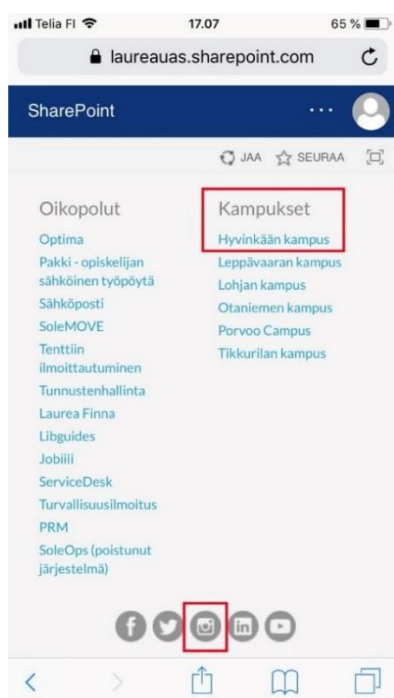 Telia FI 17.07 65 %
laureauas.sharepoint.com
SharePoint ...
JAA SEURAA
Oikopolut
Optima
Pakki - opiskelijan
sähköinen työpöytä
Sähköposti
SoleMOVE
Tenttiin
ilmoittautuminen
Tunnustenhallinta
Laurea Finna
Libguides
Jobiili
ServiceDesk
Turvallisuusilmoitus
PRM
SoleOps (poistunut
järjestelmä)
Kampukset
Hyvinkään kampus
Leppävaaran kampus
Lohjan kampus
Otaniemen kampus
Porvoo Campus
Tikkurilan kampus